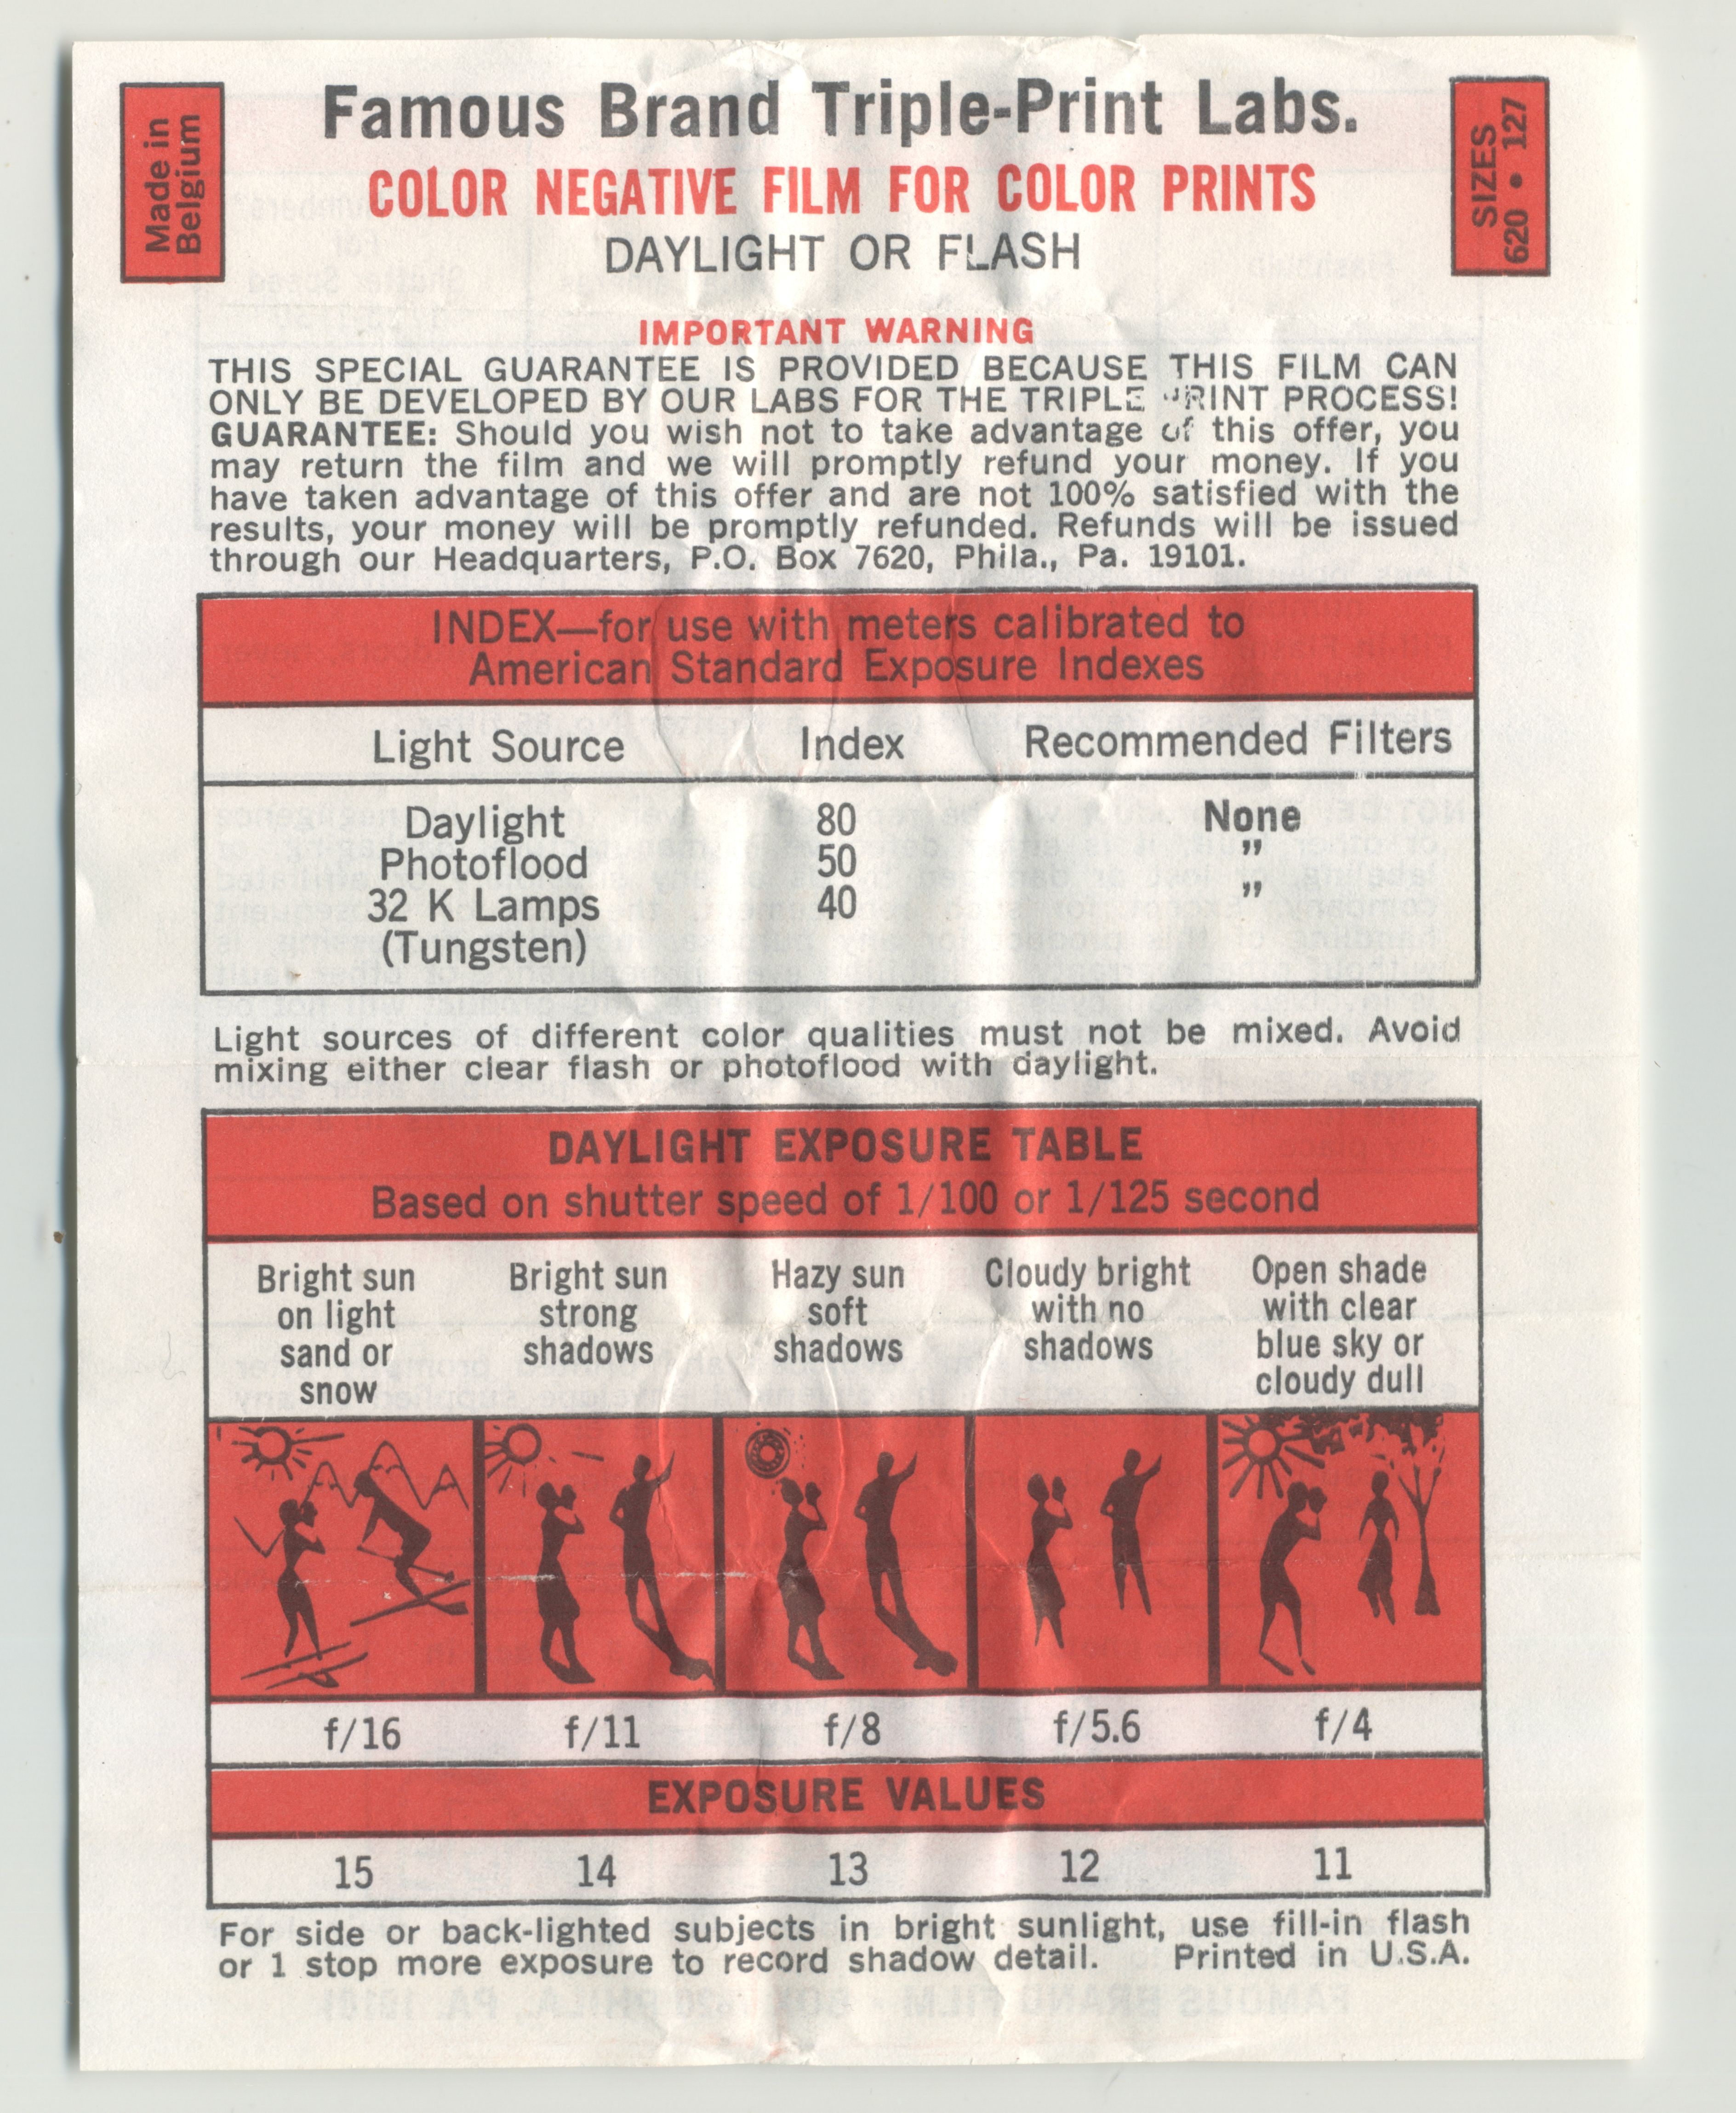 Made in
Belgium
Famous Brand Triple-Print Labs.
SIZES
620 • 127
COLOR NEGATIVE FILM FOR COLOR PRINTS
DAYLIGHT OR FLASH
IMPORTANT WARNING
THIS SPECIAL GUARANTEE IS PROVIDED BECAUSE THIS FILM CAN
ONLY BE DEVELOPED BY OUR LABS FOR THE TRIPLE PRINT PROCESS!
GUARANTEE: Should you wish not to take advantage of this offer, you
may return the film and we will promptly refund your money. If you
have taken advantage of this offer and are not 100% satisfied with the
results, your money will be promptly refunded. Refunds will be issued
through our Headquarters, P.O. Box 7620, Phila., Pa. 19101.
INDEX—for use with meters calibrated to
American Standard Exposure Indexes
Light Source Index Recommended Filters
Daylight 80 None
Photoflood 50 ”
32 K Lamps 40 ”
(Tungsten)
Light sources of different color qualities must not be mixed. Avoid
mixing either clear flash or photoflood with daylight.
DAYLIGHT EXPOSURE TABLE
Based on shutter speed of 1/100 or 1/125 second
Bright sun
on light
sand or
snow
Bright sun
strong
shadows
Hazy sun
soft
shadows
Cloudy bright
with no
shadows
Open shade
with clear
blue sky or
cloudy dull
f/16 f/11 f/8 f/5.6 f/4
EXPOSURE VALUES
15 14 13 12 11
For side or back-lighted subjects in bright sunlight, use fill-in flash
or 1 stop more exposure to record shadow detail. Printed in U.S.A.